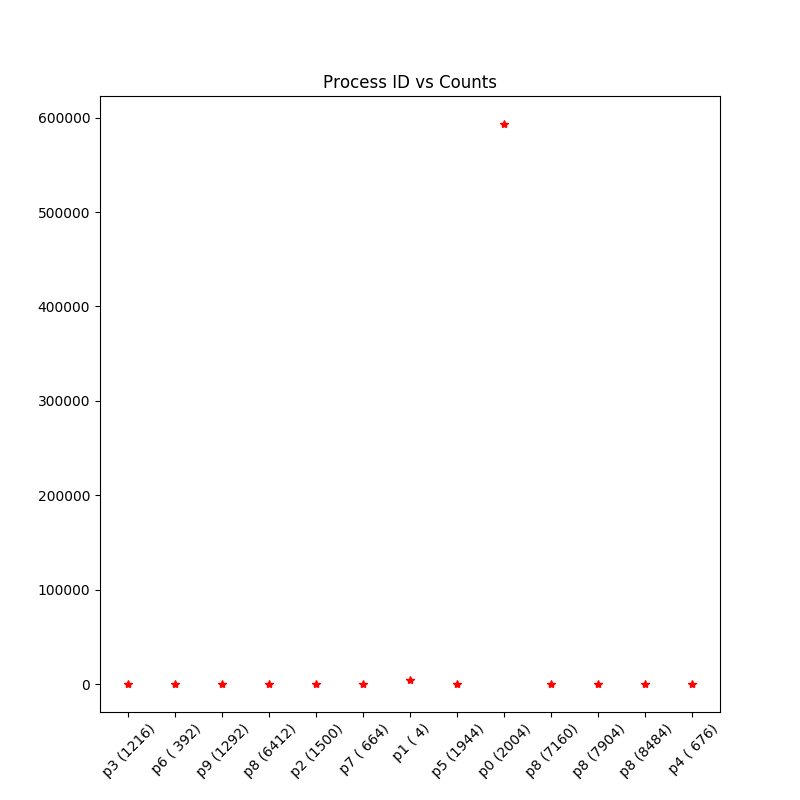 Process ID vs Counts
600000
500000
400000
300000
200000
100000
0
p3 (1216)
p6 ( 392)
p9 (1292)
p8 (6412)
p2 (1500)
p7 ( 664)
p1 ( 4)
p5 (1944)
p0 (2004)
p8 (7160)
p8 (7904)
p8 (8484)
p4 ( 676)